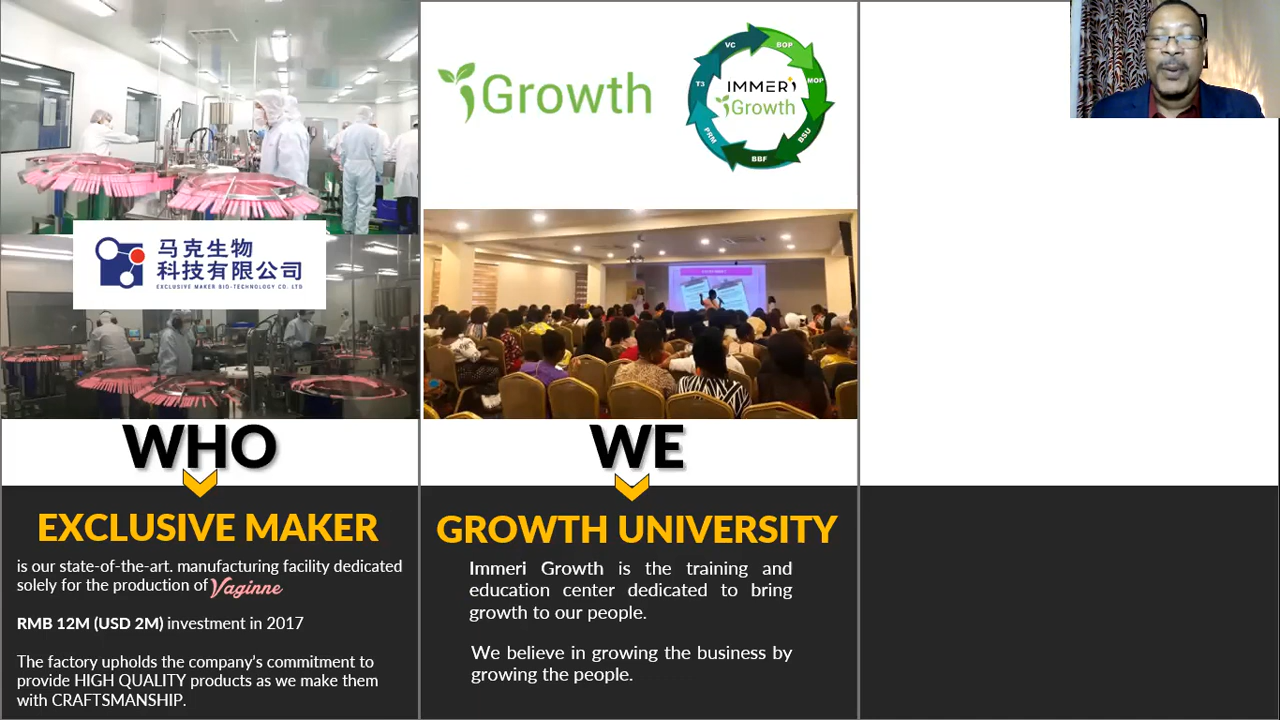 马克生物
科技有限公司
EXCLUSIVE MAKER BIO-TECHNOLOGY CO. LTD
WHO
EXCLUSIVE MAKER
is our state-of-the-art. manufacturing facility dedicated
solely for the production of Vaginne
RMB 12M (USD 2M) investment in 2017
The factory upholds the company's commitment to
provide HIGH QUALITY products as we make them
with CRAFTSMANSHIP.
Growth
VC
BOP
MOP
BSU
BBF
PRM
T3
IMMERI
Growth
WE
GROWTH UNIVERSITY
Immeri Growth is the training and
education center dedicated to bring
growth to our people.
We believe in growing the business by
growing the people.